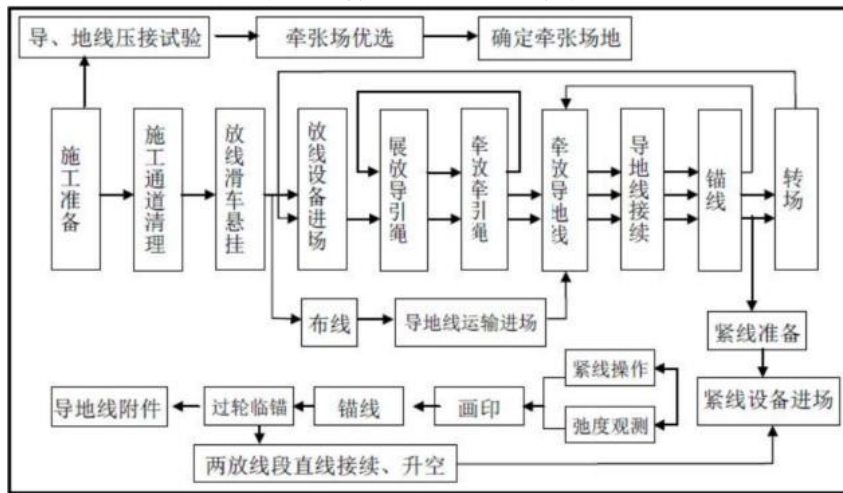 导、地线压接试验
牵张场优选
确定牵张场地
施工准备
施工通道清理
放线滑车悬挂
放线设备进场
展放导引绳
牵放牵引绳
牵放导地线
导地线接续
锚线
转场
布线
导地线运输进场
紧线准备
紧线操作
导地线附件
过轮临锚
锚线
画印
弛度观测
紧线设备进场
两放线段直线接续、升空